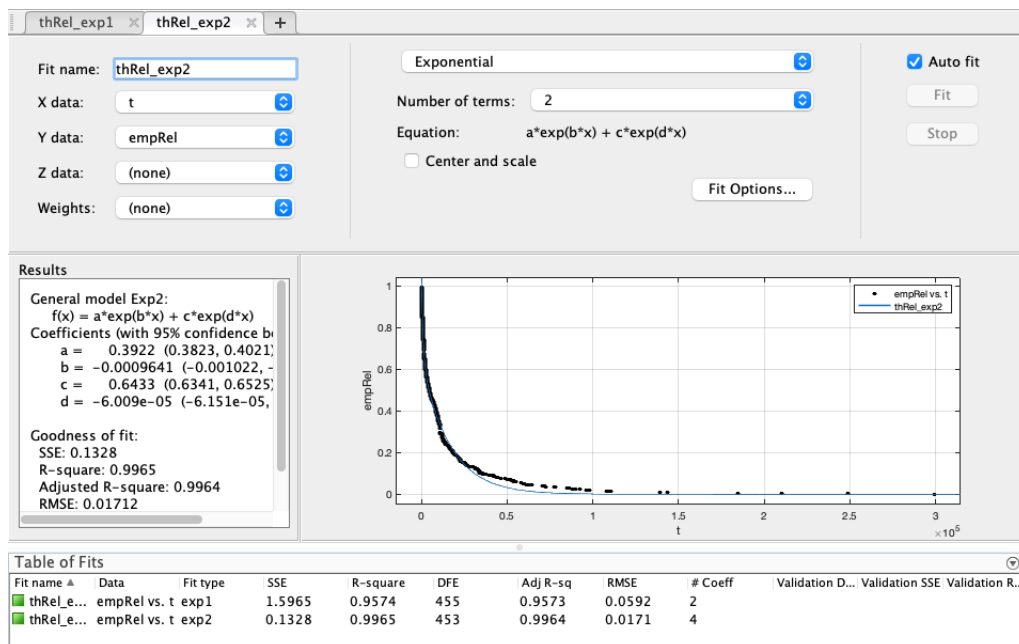 thRel_exp1 × thRel_exp2 × +
Fit name: thRel_exp2
X data: t
Y data: empRel
Z data: (none)
Weights: (none)
Exponential
Number of terms: 2
Equation: a*exp(b*x) + c*exp(d*x)
Center and scale
Fit Options...
Auto fit
Fit
Stop
Results
General model Exp2:
f(x) = a*exp(b*x) + c*exp(d*x)
Coefficients (with 95% confidence
a = 0.3922 (0.3823, 0.4021)
b = -0.0009641 (-0.001022, -
c = 0.6433 (0.6341, 0.6525)
d = -6.009e-05 (-6.151e-05,
Goodness of fit:
SSE: 0.1328
R-square: 0.9965
Adjusted R-square: 0.9964
RMSE: 0.01712
empRel vs. t
thRel_exp2
1
0.8
0.6
0.4
0.2
0
empRel
0 0.5 1 1.5 2 2.5 3
×10^5
t
Table of Fits
Fit name ▲ Data Fit type SSE R-square DFE Adj R-sq RMSE # Coeff Validation D... Validation SSE Validation R...
thRel_e... empRel vs. t exp1 1.5965 0.9574 455 0.9573 0.0592 2
thRel_e... empRel vs. t exp2 0.1328 0.9965 453 0.9964 0.0171 4